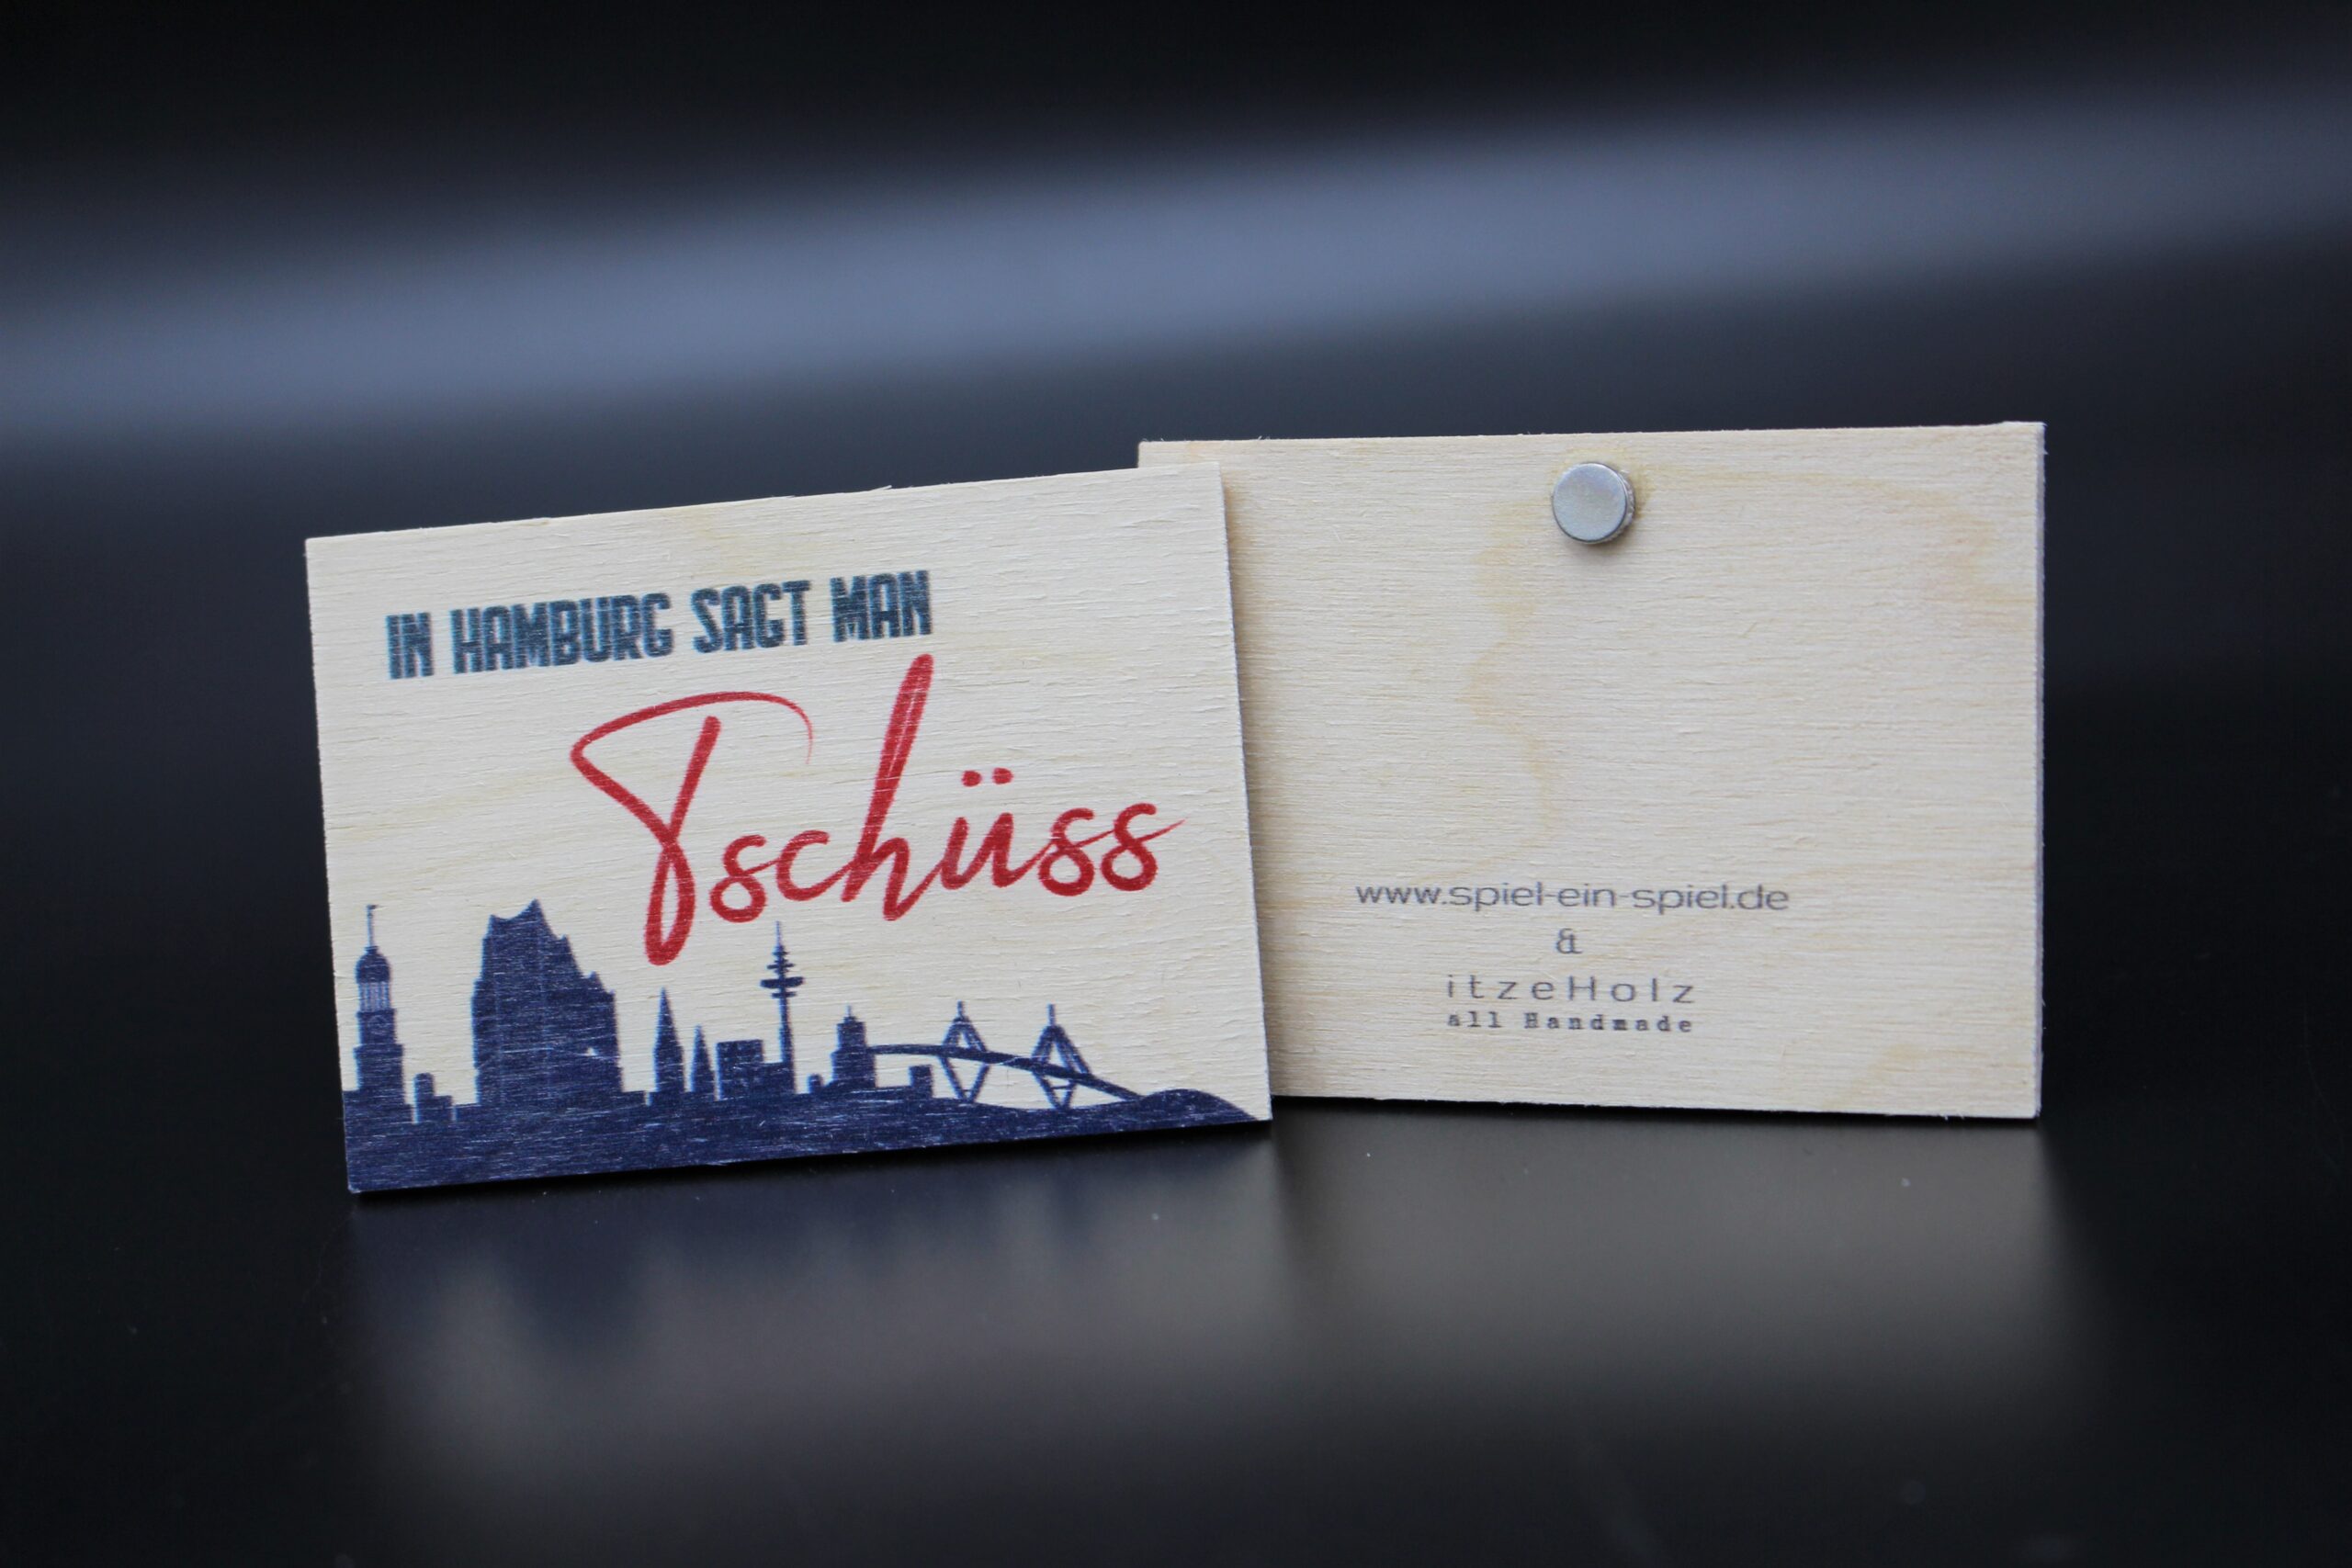 IN HAMBURG SAGT MAN
Tschüss
www.spiel-ein-spiel.de
&
itzeHolz
all Handmade